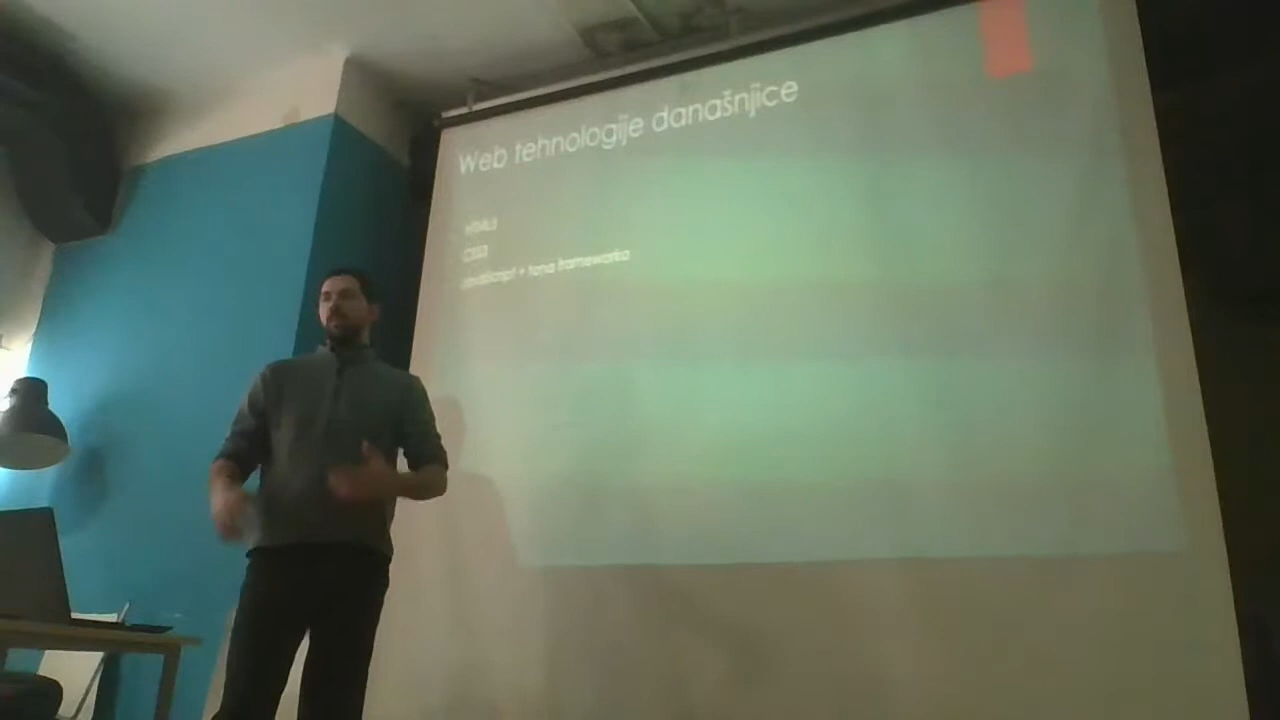 Web tehnologije današnjice
HTML5
CSS3
JavaScript + tona frameworka